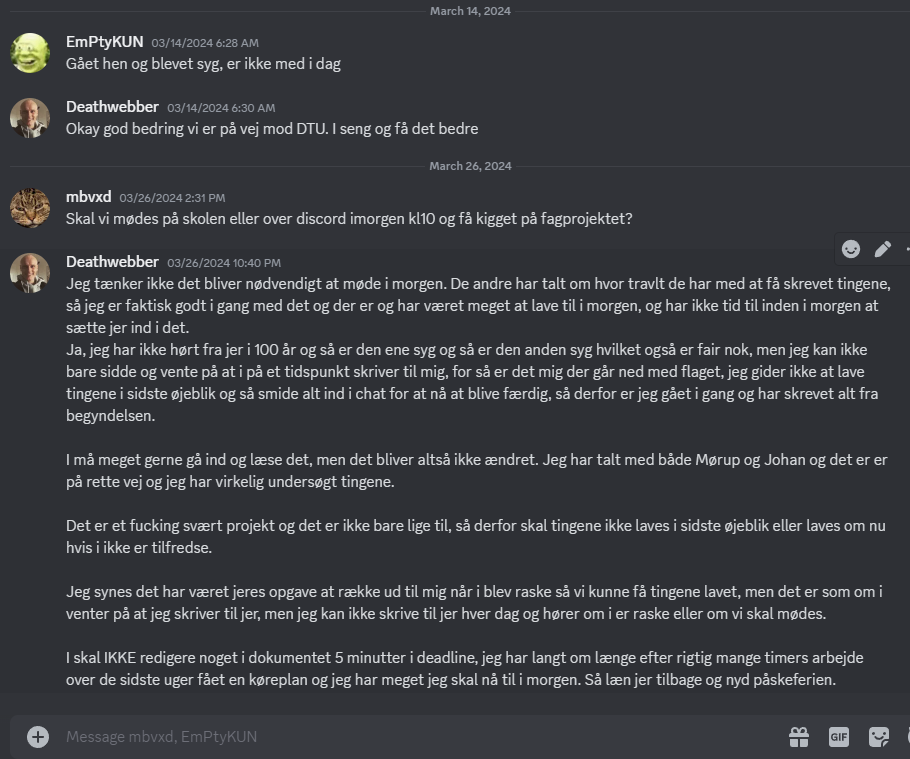 March 14, 2024
EmPtyKUN 03/14/2024 6:28 AM
Gået hen og blevet syg, er ikke med i dag
Deathwebber 03/14/2024 6:30 AM
Okay god bedring vi er på vej mod DTU. I seng og få det bedre
March 26, 2024
mbvxd 03/26/2024 2:31 PM
Skal vi mødes på skolen eller over discord imorgen kl10 og få kigget på fagprojektet?
Deathwebber 03/26/2024 10:40 PM
Jeg tænker ikke det bliver nødvendigt at møde i morgen. De andre har talt om hvor travlt de har med at få skrevet tingene,
så jeg er faktisk godt i gang med det og der er og har været meget at lave til i morgen, og har ikke tid til inden i morgen at
sætte jer ind i det.
Ja, jeg har ikke hørt fra jer i 100 år og så er den ene syg og så er den anden syg hvilket også er fair nok, men jeg kan ikke
bare sidde og vente på at i på et tidspunkt skriver til mig, for så er det mig der går ned med flaget, jeg gider ikke at lave
tingene i sidste øjeblik og så smide alt ind i chat for at nå at blive færdig, så derfor er jeg gået i gang og har skrevet alt fra
begyndelsen.
I må meget gerne gå ind og læse det, men det bliver altså ikke ændret. Jeg har talt med både Mørup og Johan og det er er
på rette vej og jeg har virkelig undersøgt tingene.
Det er et fucking svært projekt og det er ikke bare lige til, så derfor skal tingene ikke laves i sidste øjeblik eller laves om nu
hvis i ikke er tilfredse.
Jeg synes det har været jeres opgave at række ud til mig når i blev raske så vi kunne få tingene lavet, men det er som om i
venter på at jeg skriver til jer, men jeg kan ikke skrive til jer hver dag og hører om i er raske eller om vi skal mødes.
I skal IKKE redigere noget i dokumentet 5 minutter i deadline, jeg har langt om længe efter rigtig mange timers arbejde
over de sidste uger fået en køreplan og jeg har meget jeg skal nå til i morgen. Så læn jer tilbage og nyd påskeferien.
Message mbvxd, EmPtyKUN
GIF